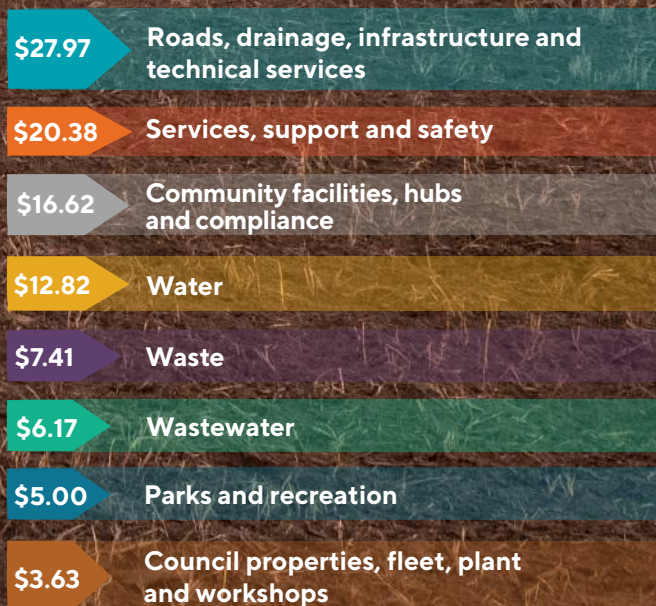 $27.97 Roads, drainage, infrastructure and
technical services
$20.38 Services, support and safety
$16.62 Community facilities, hubs
and compliance
$12.82 Water
$7.41 Waste
$6.17 Wastewater
$5.00 Parks and recreation
$3.63 Council properties, fleet, plant
and workshops